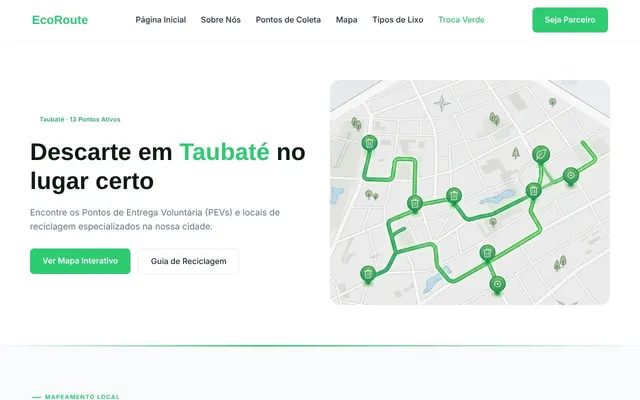 EcoRoute
Página Inicial
Sobre Nós
Pontos de Coleta
Mapa
Tipos de Lixo
Troca Verde
Seja Parceiro
Taubaté · 13 Pontos Ativos
Descarte em Taubaté no
lugar certo
Encontre os Pontos de Entrega Voluntária (PEVs) e locais de
reciclagem especializados na nossa cidade.
Ver Mapa Interativo
Guia de Reciclagem
MAPEAMENTO LOCAL